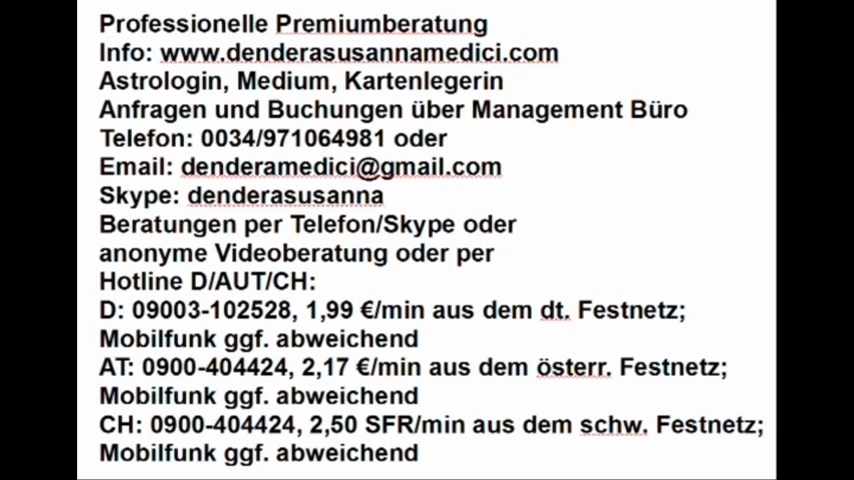 Professionelle Premiumberatung
Info: www.denderasusannamedici.com
Astrologin, Medium, Kartenlegerin
Anfragen und Buchungen über Management Büro
Telefon: 0034/971064981 oder
Email: denderamedici@gmail.com
Skype: denderasusanna
Beratungen per Telefon/Skype oder
anonyme Videoberatung oder per
Hotline D/AUT/CH:
D: 09003-102528, 1,99 €/min aus dem dt. Festnetz;
Mobilfunk ggf. abweichend
AT: 0900-404424, 2,17 €/min aus dem österr. Festnetz;
Mobilfunk ggf. abweichend
CH: 0900-404424, 2,50 SFR/min aus dem schw. Festnetz;
Mobilfunk ggf. abweichend